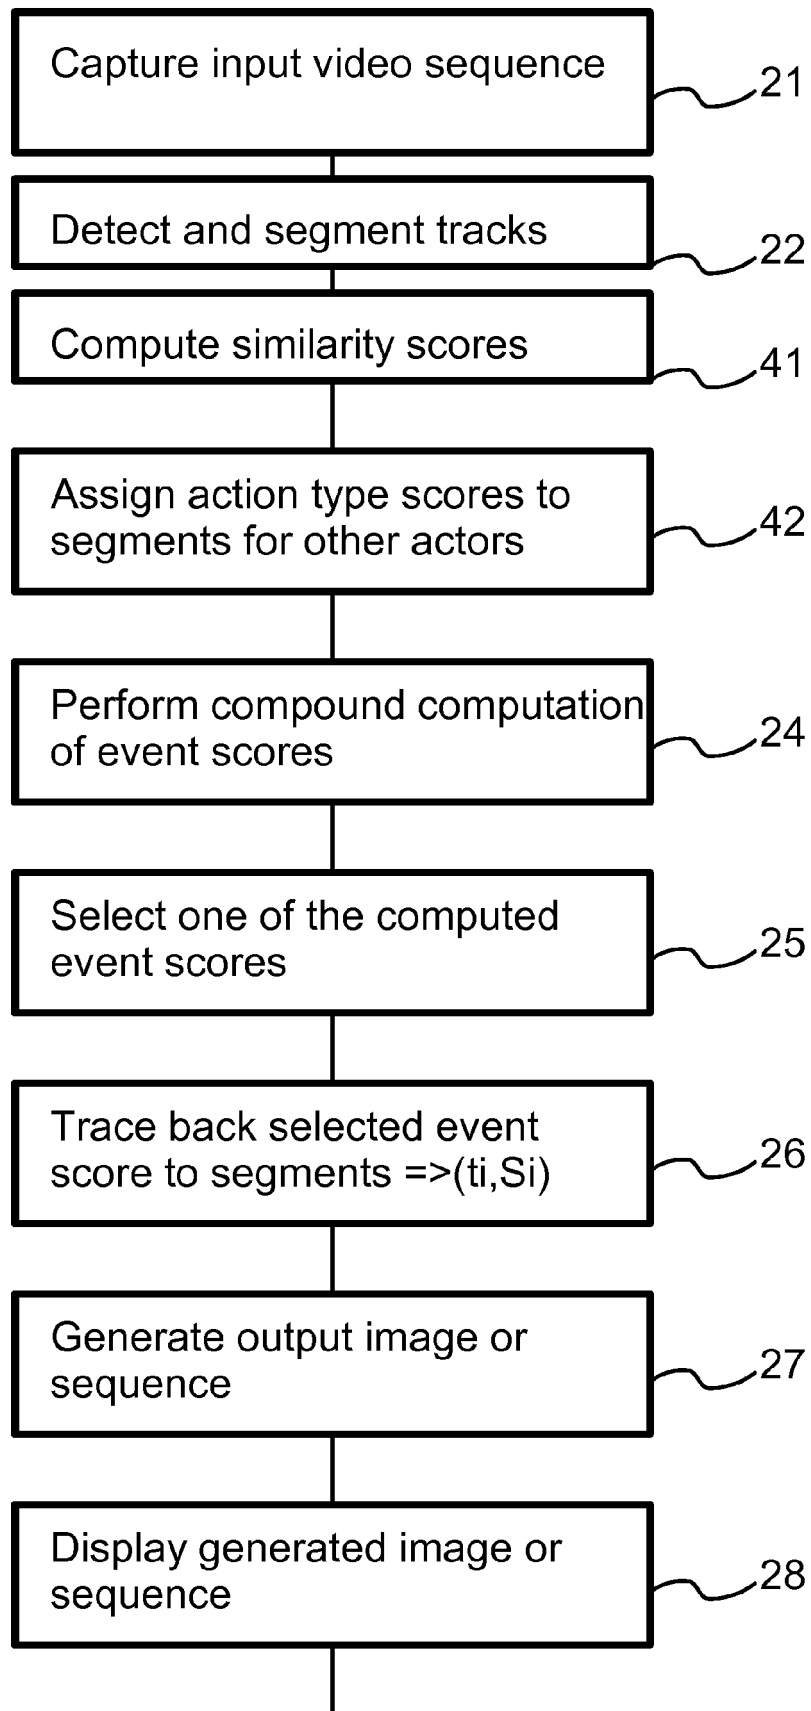 Capture input video sequence
21
Detect and segment tracks
22
Compute similarity scores
41
Assign action type scores to
segments for other actors
42
Perform compound computation
of event scores
24
Select one of the computed
event scores
25
Trace back selected event
score to segments =>(ti,Si)
26
Generate output image or
sequence
27
Display generated image or
sequence
28